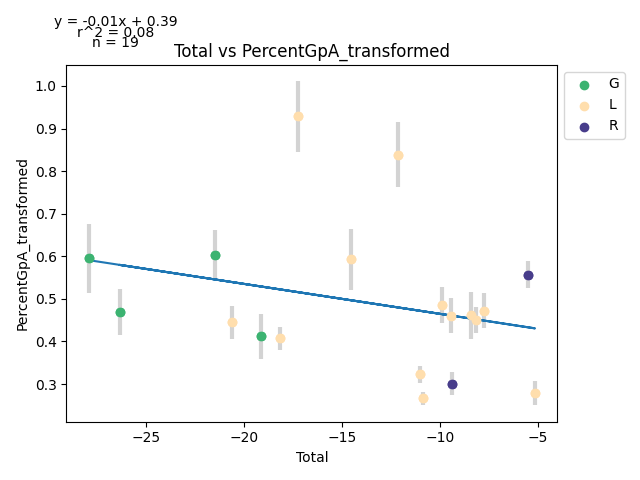 y = -0.01x + 0.39
r^2 = 0.08
n = 19
Total vs PercentGpA_transformed
G
L
R
PercentGpA_transformed
1.0
0.9
0.8
0.7
0.6
0.5
0.4
0.3
−25
−20
−15
−10
−5
Total